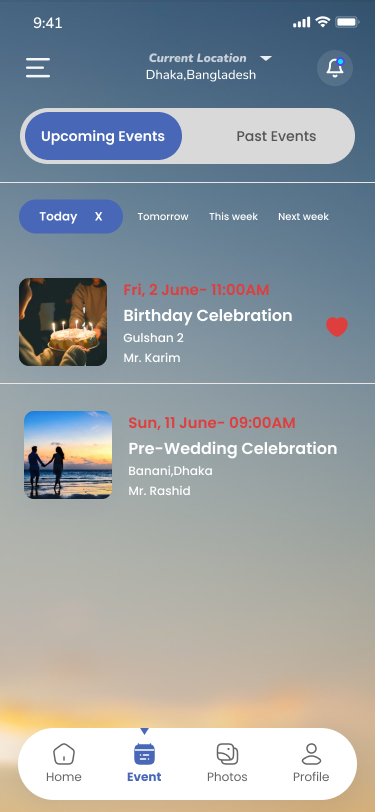 9:41
Current Location
Dhaka,Bangladesh
Upcoming Events
Past Events
Today X
Tomorrow
This week
Next week
Fri, 2 June- 11:00AM
Birthday Celebration
Gulshan 2
Mr. Karim
Sun, 11 June- 09:00AM
Pre-Wedding Celebration
Banani,Dhaka
Mr. Rashid
Home
Event
Photos
Profile